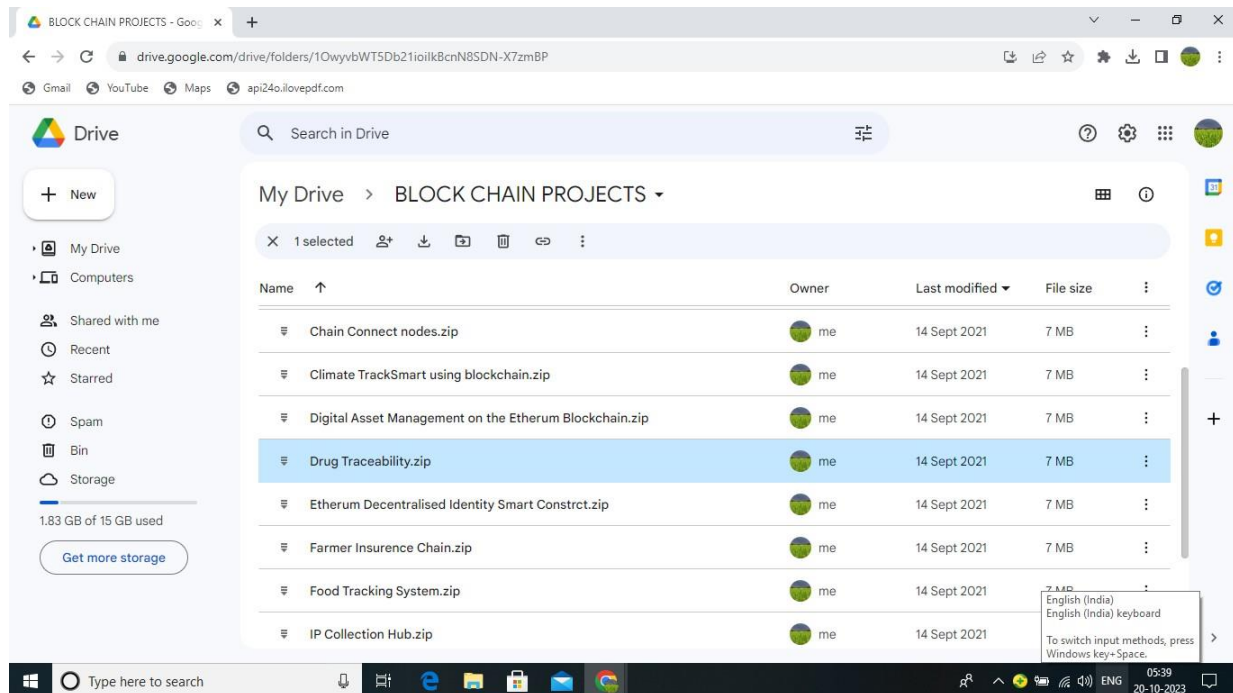 BLOCK CHAIN PROJECTS - Goog
drive.google.com/drive/folders/1OwyvbWT5Db21ioilkBcnN8SDN-X7zmBP
Gmail YouTube Maps api24o.ilovepdf.com
Drive
Search in Drive
New
My Drive > BLOCK CHAIN PROJECTS
31
1 selected
My Drive
Computers
Shared with me
Recent
Starred
Spam
Bin
Storage
1.83 GB of 15 GB used
Get more storage
Name Owner Last modified File size
Chain Connect nodes.zip me 14 Sept 2021 7 MB
Climate TrackSmart using blockchain.zip me 14 Sept 2021 7 MB
Digital Asset Management on the Etherum Blockchain.zip me 14 Sept 2021 7 MB
Drug Traceability.zip me 14 Sept 2021 7 MB
Etherum Decentralised Identity Smart Constrct.zip me 14 Sept 2021 7 MB
Farmer Insurence Chain.zip me 14 Sept 2021 7 MB
Food Tracking System.zip me 14 Sept 2021 7 MB
IP Collection Hub.zip me 14 Sept 2021
English (India)
English (India) keyboard
To switch input methods, press
Windows key+Space.
Type here to search
ENG
05:39
20-10-2023